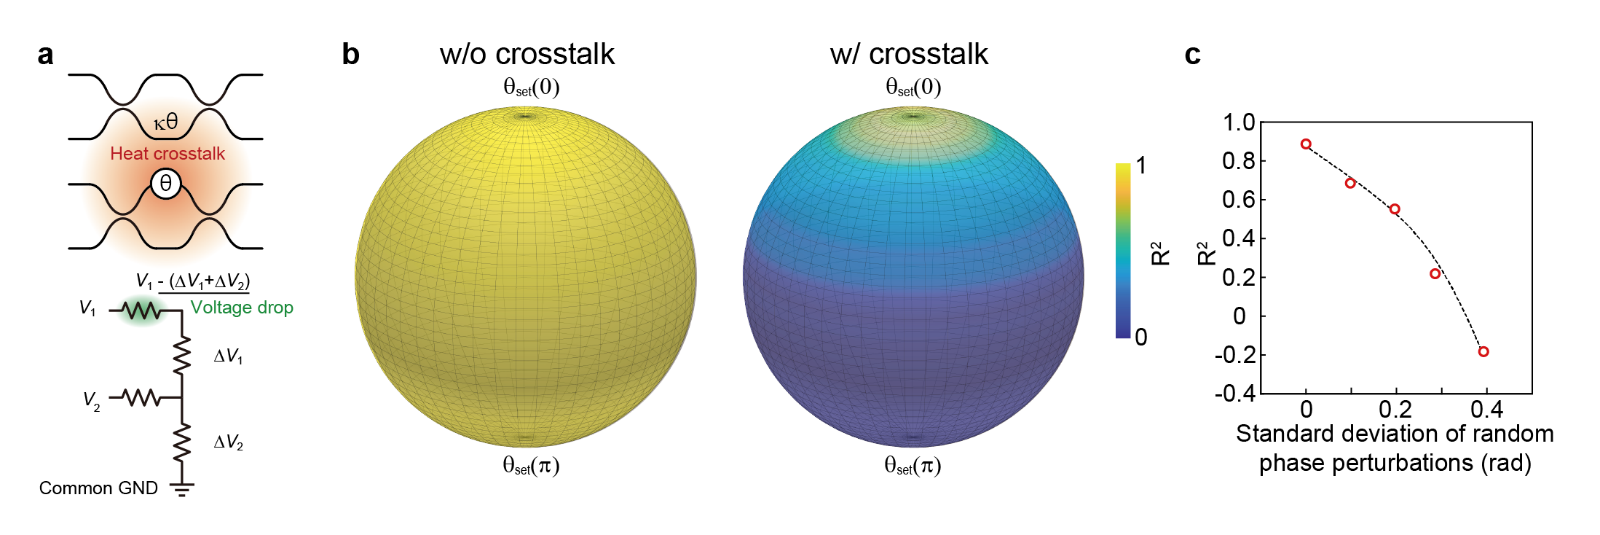 a
κθ
Heat crosstalk
θ
V1 - (ΔV1+ΔV2)
V1
Voltage drop
ΔV1
V2
ΔV2
Common GND
b
w/o crosstalk
θset(0)
θset(π)
w/ crosstalk
θset(0)
θset(π)
1
R²
0
c
1.0
0.8
0.6
0.4
0.2
0
-0.2
-0.4
R²
0 0.2 0.4
Standard deviation of random
phase perturbations (rad)